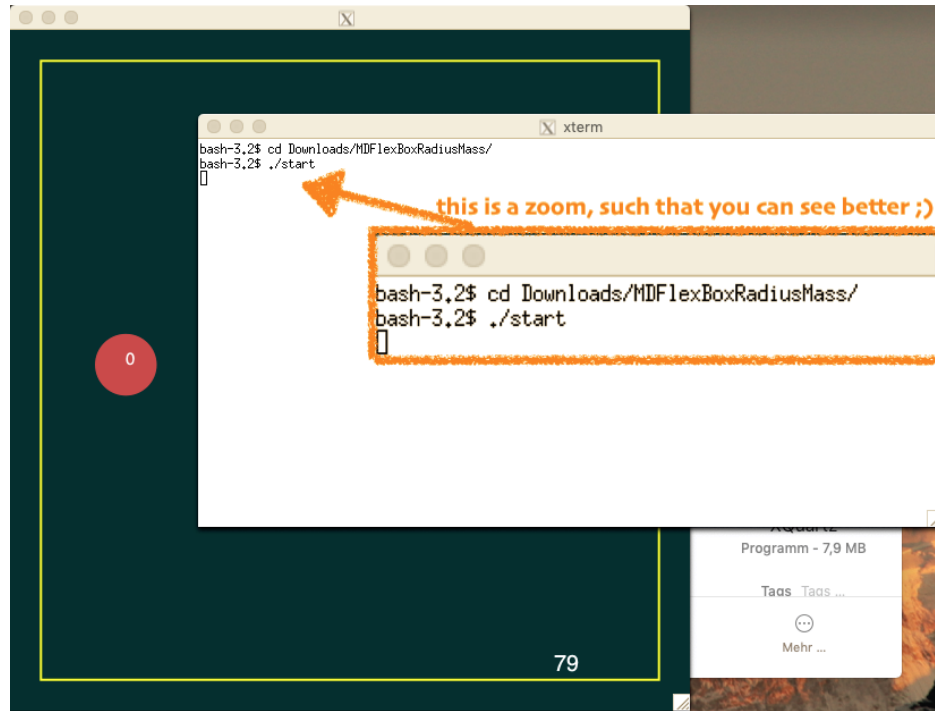 X
X xterm
bash-3.2$ cd Downloads/MDFlexBoxRadiusMass/
bash-3.2$ ./start
this is a zoom, such that you can see better ;)
bash-3.2$ cd Downloads/MDFlexBoxRadiusMass/
bash-3.2$ ./start
0
XQuartz
Programm - 7,9 MB
Tags Tags ...
Mehr ...
79